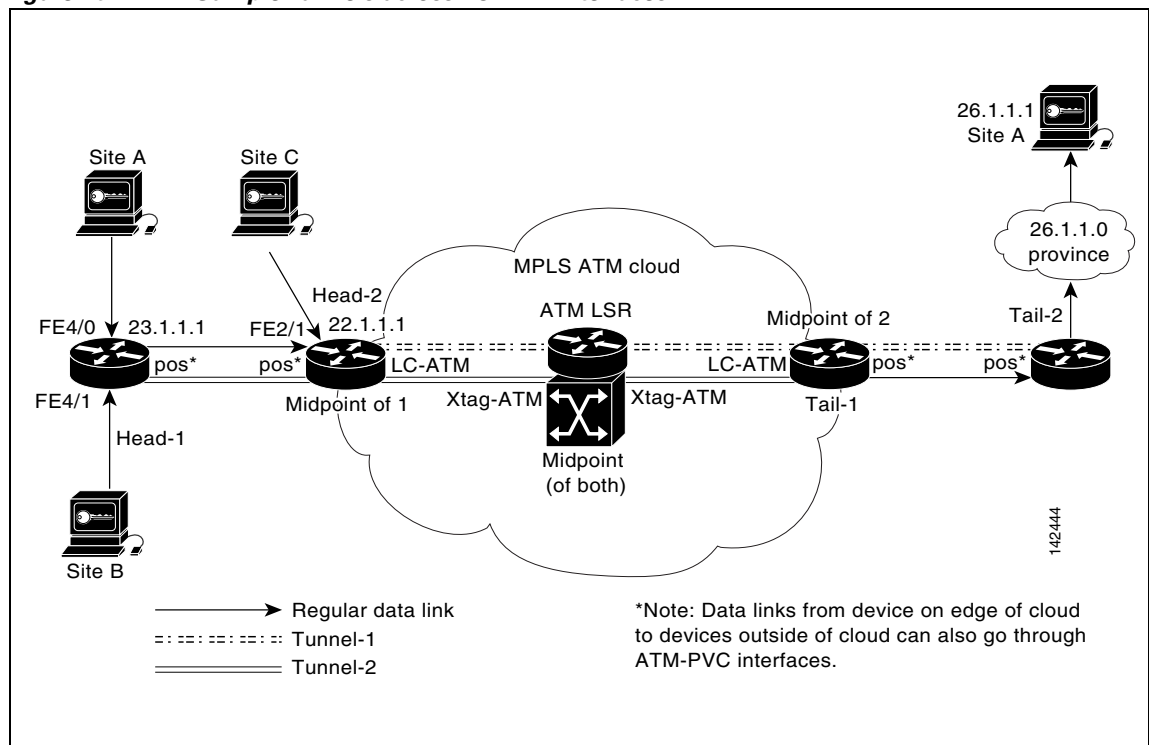 26.1.1.1
Site A
Site A
Site C
26.1.1.0
province
MPLS ATM cloud
Head-2
ATM LSR
Midpoint of 2
Tail-2
FE4/0
23.1.1.1
FE2/1
22.1.1.1
pos*
pos*
LC-ATM
LC-ATM
pos*
pos*
FE4/1
Midpoint of 1
Xtag-ATM
Xtag-ATM
Tail-1
Head-1
Midpoint
(of both)
Site B
142444
Regular data link
Tunnel-1
Tunnel-2
*Note: Data links from device on edge of cloud
to devices outside of cloud can also go through
ATM-PVC interfaces.